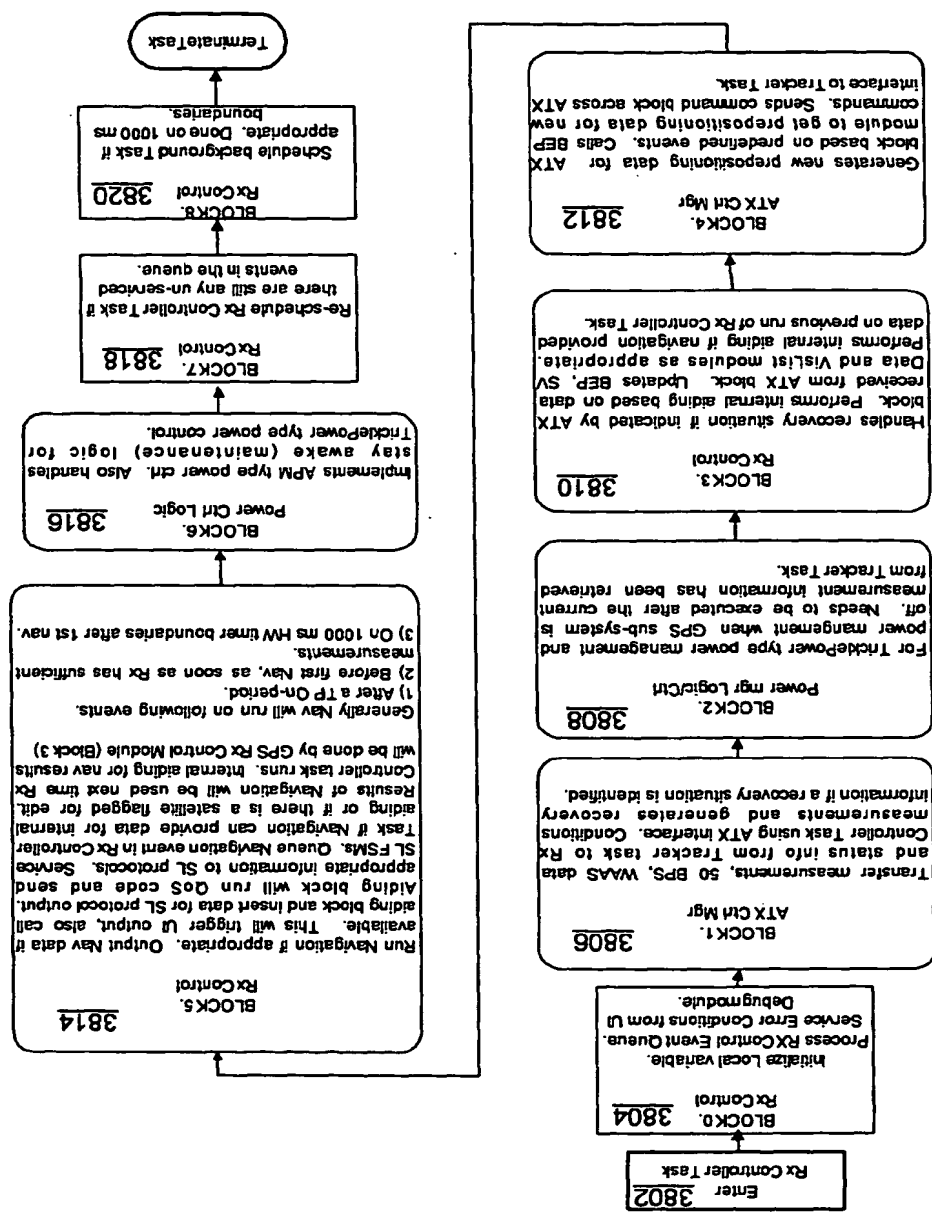 Enter
3802
Rx Controller Task
BLOCK0.
Rx Control
3804
Initialize Local variable.
Process RXControl Event Queue.
Service Error Conditions from UI
Debugmodule.
BLOCK1.
ATX Ctrl Mgr
3806
Transfer measurements, 50 BPS, WAAS data
and status info from Tracker task to Rx
Controller Task using ATX interface. Conditions
measurements and generates recovery
information if a recovery situation is identified.
BLOCK2.
Power mgr Logic/Ctrl
3808
For TricklePower type power management and
power mangement when GPS sub-system is
off. Needs to be executed after the current
measurement information has been retrieved
from Tracker Task.
BLOCK3.
Rx Control
3810
Handles recovery situation if indicated by ATX
block. Performs internal aiding based on data
received from ATX block. Updates BEP, SV
Data and VisList modules as appropriate.
Performs internal aiding if navigation provided
data on previous run of Rx Controller Task.
BLOCK4.
ATX Ctrl Mgr
3812
Generates new prepositioning data for ATX
block based on predefined events. Calls BEP
module to get prepositioning data for new
commands. Sends command block across ATX
interface to Tracker Task.
BLOCK5.
Rx Control
3814
Run Navigation if appropriate. Output Nav data if
available. This will trigger UI output, also call
aiding block and insert data for SL protocol output.
Aiding block will run QoS code and send
appropriate information to SL protocols. Service
SL FSMs. Queue Navigation event in Rx Controller
Task if Navigation can provide data for internal
aiding or if there is a satellite flagged for edit.
Results of Navigation will be used next time Rx
Controller task runs. Internal aiding for nav results
will be done by GPS Rx Control Module (Block 3)
Generally Nav will run on following events.
1) After a TP On-period.
2) Before first Nav, as soon as Rx has sufficient
measurements.
3) On 1000 ms HW timer boundaries after 1st nav.
BLOCK6.
Power Ctrl Logic
3816
Implements APM type power ctrl. Also handles
stay awake (maintenance) logic for
TricklePower type power control.
BLOCK7.
Rx Control
3818
Re-schedule Rx Controller Task if
there are still any un-serviced
events in the queue.
BLOCK8.
Rx Control
3820
Schedule background Task if
appropriate. Done on 1000 ms
boundaries.
TerminateTask